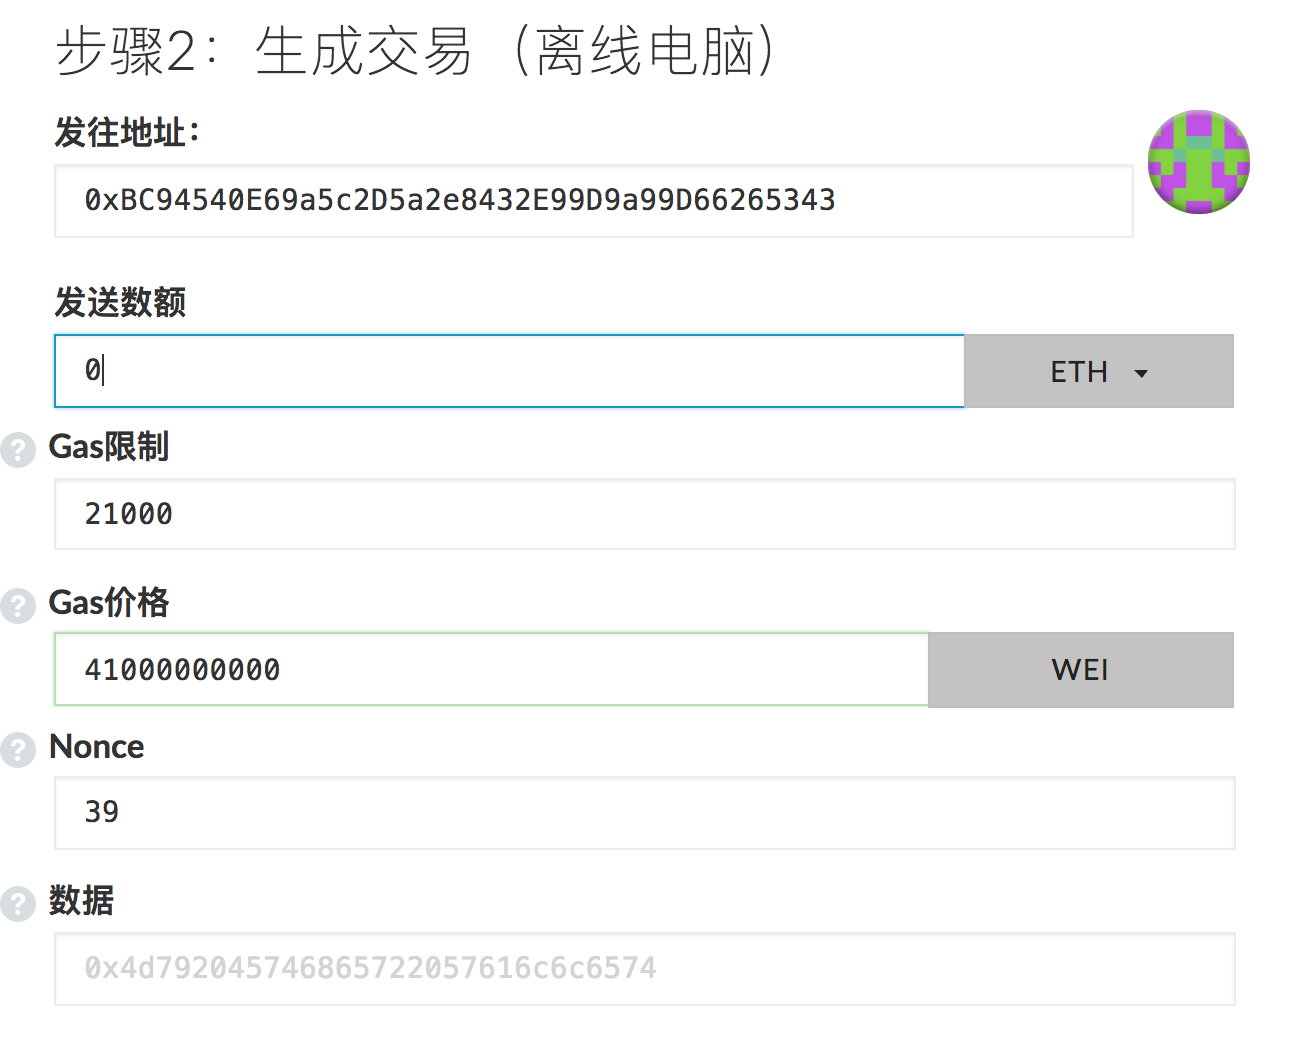 步骤2：生成交易（离线电脑）
发往地址：
0xBC94540E69a5c2D5a2e8432E99D9a99D66265343
发送数额
0 ETH
? Gas限制
21000
? Gas价格
41000000000 WEI
? Nonce
39
? 数据
0x4d792045746865722057616c6c6574